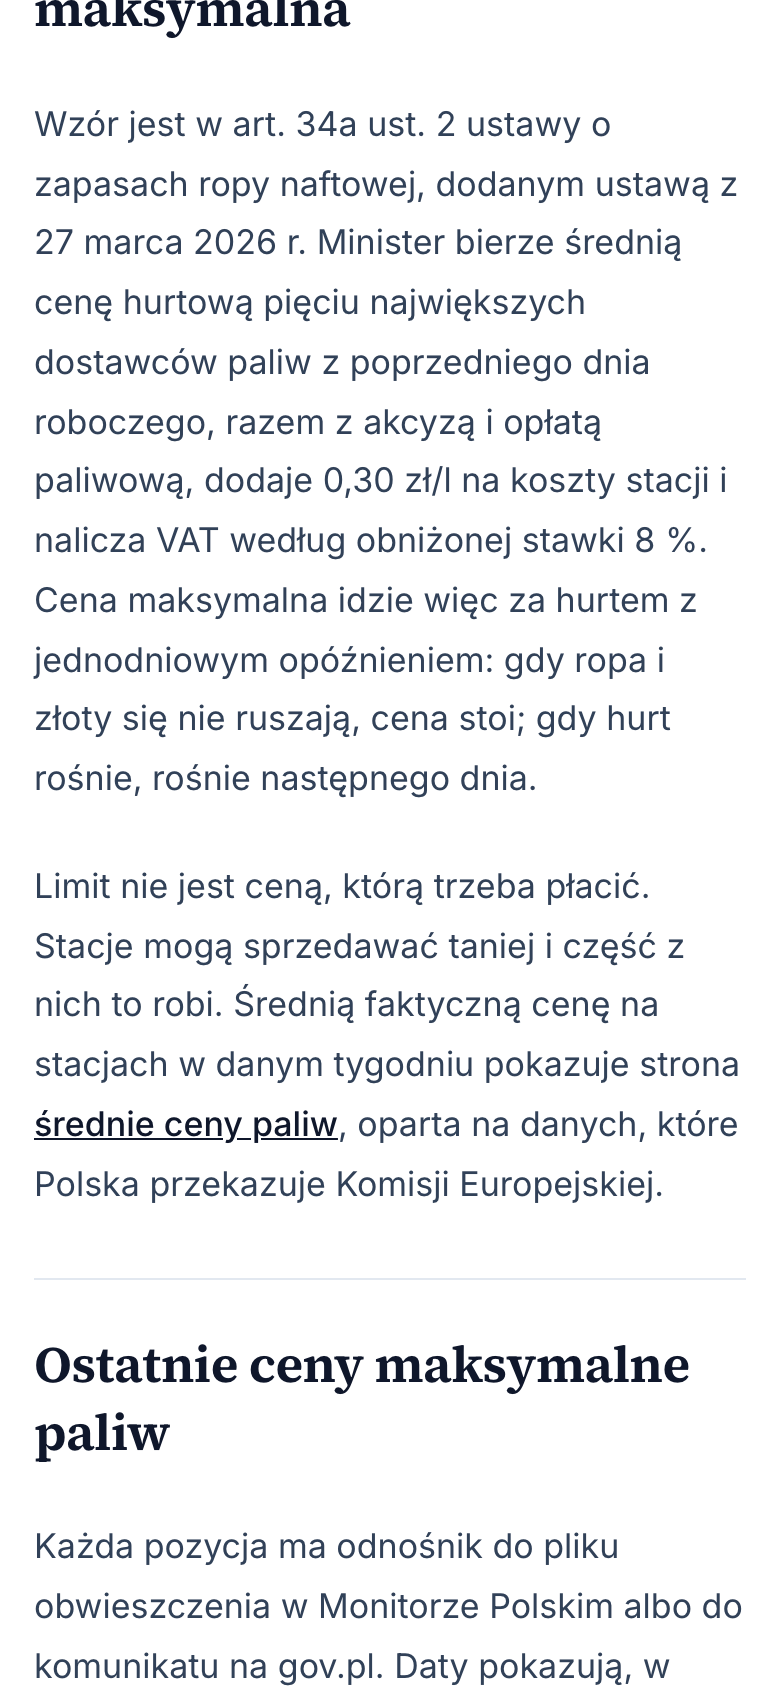 maksymalna
Wzór jest w art. 34a ust. 2 ustawy o
zapasach ropy naftowej, dodanym ustawą z
27 marca 2026 r. Minister bierze średnią
cenę hurtową pięciu największych
dostawców paliw z poprzedniego dnia
roboczego, razem z akcyzą i opłatą
paliwową, dodaje 0,30 zł/l na koszty stacji i
nalicza VAT według obniżonej stawki 8 %.
Cena maksymalna idzie więc za hurtem z
jednodniowym opóźnieniem: gdy ropa i
złoty się nie ruszają, cena stoi; gdy hurt
rośnie, rośnie następnego dnia.
Limit nie jest ceną, którą trzeba płacić.
Stacje mogą sprzedawać taniej i część z
nich to robi. Średnią faktyczną cenę na
stacjach w danym tygodniu pokazuje strona
średnie ceny paliw, oparta na danych, które
Polska przekazuje Komisji Europejskiej.
Ostatnie ceny maksymalne
paliw
Każda pozycja ma odnośnik do pliku
obwieszczenia w Monitorze Polskim albo do
komunikatu na gov.pl. Daty pokazują, w